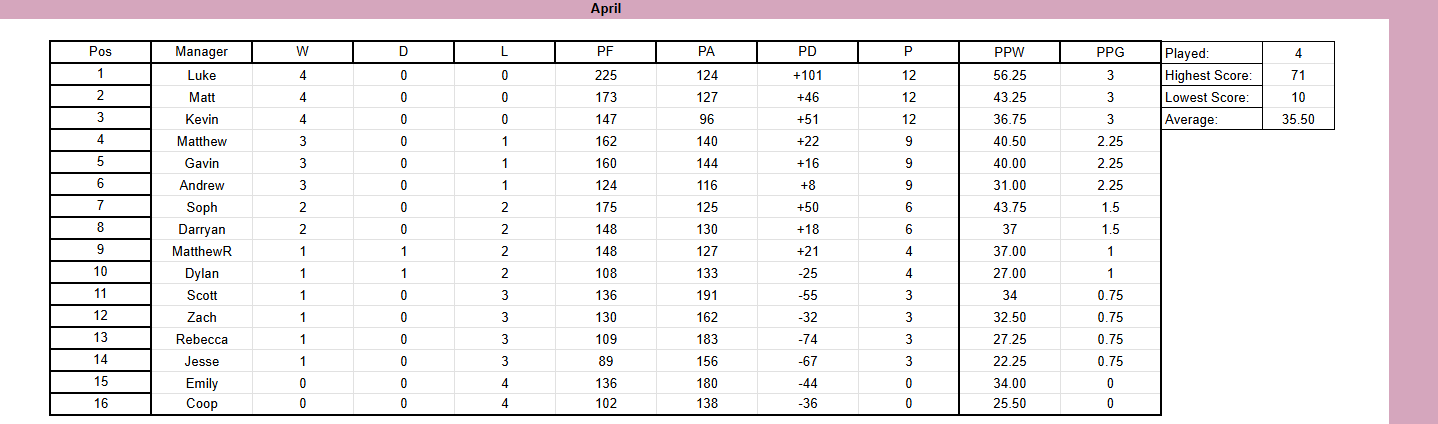 April
Pos Manager W D L PF PA PD P PPW PPG Played: 4
1 Luke 4 0 0 225 124 +101 12 56.25 3 Highest Score: 71
2 Matt 4 0 0 173 127 +46 12 43.25 3 Lowest Score: 10
3 Kevin 4 0 0 147 96 +51 12 36.75 3 Average: 35.50
4 Matthew 3 0 1 162 140 +22 9 40.50 2.25
5 Gavin 3 0 1 160 144 +16 9 40.00 2.25
6 Andrew 3 0 1 124 116 +8 9 31.00 2.25
7 Soph 2 0 2 175 125 +50 6 43.75 1.5
8 Darryan 2 0 2 148 130 +18 6 37 1.5
9 MatthewR 1 1 2 148 127 +21 4 37.00 1
10 Dylan 1 1 2 108 133 -25 4 27.00 1
11 Scott 1 0 3 136 191 -55 3 34 0.75
12 Zach 1 0 3 130 162 -32 3 32.50 0.75
13 Rebecca 1 0 3 109 183 -74 3 27.25 0.75
14 Jesse 1 0 3 89 156 -67 3 22.25 0.75
15 Emily 0 0 4 136 180 -44 0 34.00 0
16 Coop 0 0 4 102 138 -36 0 25.50 0